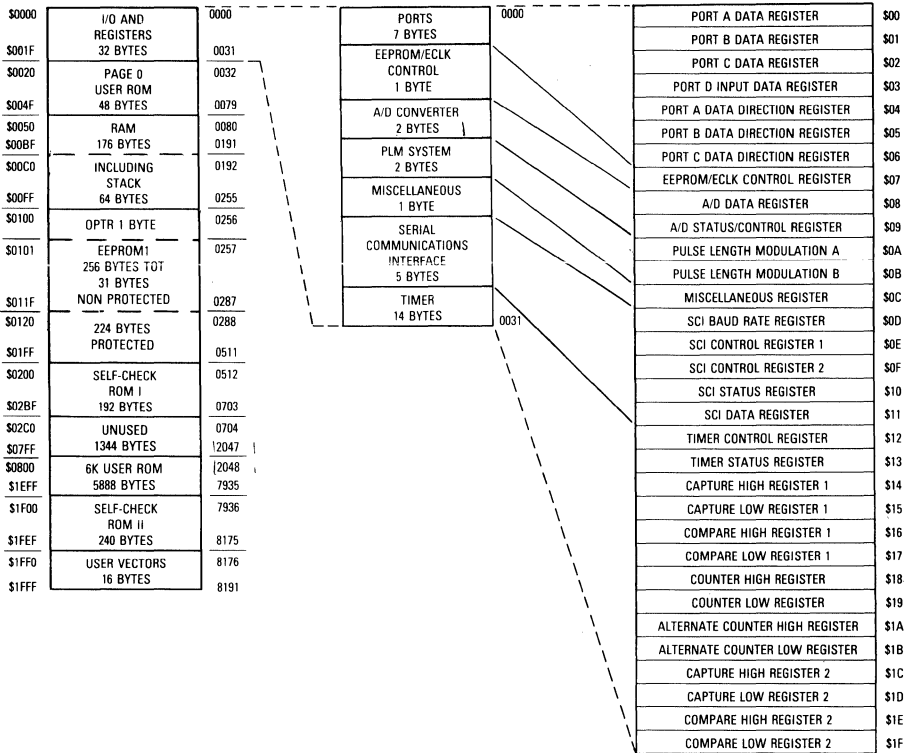 $0000
I/O AND
REGISTERS
32 BYTES
0000
$001F
0031
$0020
PAGE 0
USER ROM
48 BYTES
0032
$004F
0079
$0050
RAM
176 BYTES
0080
$00BF
0191
$00C0
INCLUDING
STACK
64 BYTES
0192
$00FF
0255
$0100
OPTR 1 BYTE
0256
$0101
EEPROM1
256 BYTES TOT
31 BYTES
NON PROTECTED
0257
$011F
0287
$0120
224 BYTES
PROTECTED
0288
$01FF
0511
$0200
SELF-CHECK
ROM I
192 BYTES
0512
$02BF
0703
$02C0
UNUSED
1344 BYTES
0704
$07FF
2047
$0800
6K USER ROM
5888 BYTES
2048
$1EFF
7935
$1F00
SELF-CHECK
ROM II
240 BYTES
7936
$1FEF
8175
$1FF0
USER VECTORS
16 BYTES
8176
$1FFF
8191
PORTS
7 BYTES
0000
EEPROM/ECLK
CONTROL
1 BYTE
A/D CONVERTER
2 BYTES
PLM SYSTEM
2 BYTES
MISCELLANEOUS
1 BYTE
SERIAL
COMMUNICATIONS
INTERFACE
5 BYTES
TIMER
14 BYTES
0031
PORT A DATA REGISTER $00
PORT B DATA REGISTER $01
PORT C DATA REGISTER $02
PORT D INPUT DATA REGISTER $03
PORT A DATA DIRECTION REGISTER $04
PORT B DATA DIRECTION REGISTER $05
PORT C DATA DIRECTION REGISTER $06
EEPROM/ECLK CONTROL REGISTER $07
A/D DATA REGISTER $08
A/D STATUS/CONTROL REGISTER $09
PULSE LENGTH MODULATION A $0A
PULSE LENGTH MODULATION B $0B
MISCELLANEOUS REGISTER $0C
SCI BAUD RATE REGISTER $0D
SCI CONTROL REGISTER 1 $0E
SCI CONTROL REGISTER 2 $0F
SCI STATUS REGISTER $10
SCI DATA REGISTER $11
TIMER CONTROL REGISTER $12
TIMER STATUS REGISTER $13
CAPTURE HIGH REGISTER 1 $14
CAPTURE LOW REGISTER 1 $15
COMPARE HIGH REGISTER 1 $16
COMPARE LOW REGISTER 1 $17
COUNTER HIGH REGISTER $18
COUNTER LOW REGISTER $19
ALTERNATE COUNTER HIGH REGISTER $1A
ALTERNATE COUNTER LOW REGISTER $1B
CAPTURE HIGH REGISTER 2 $1C
CAPTURE LOW REGISTER 2 $1D
COMPARE HIGH REGISTER 2 $1E
COMPARE LOW REGISTER 2 $1F